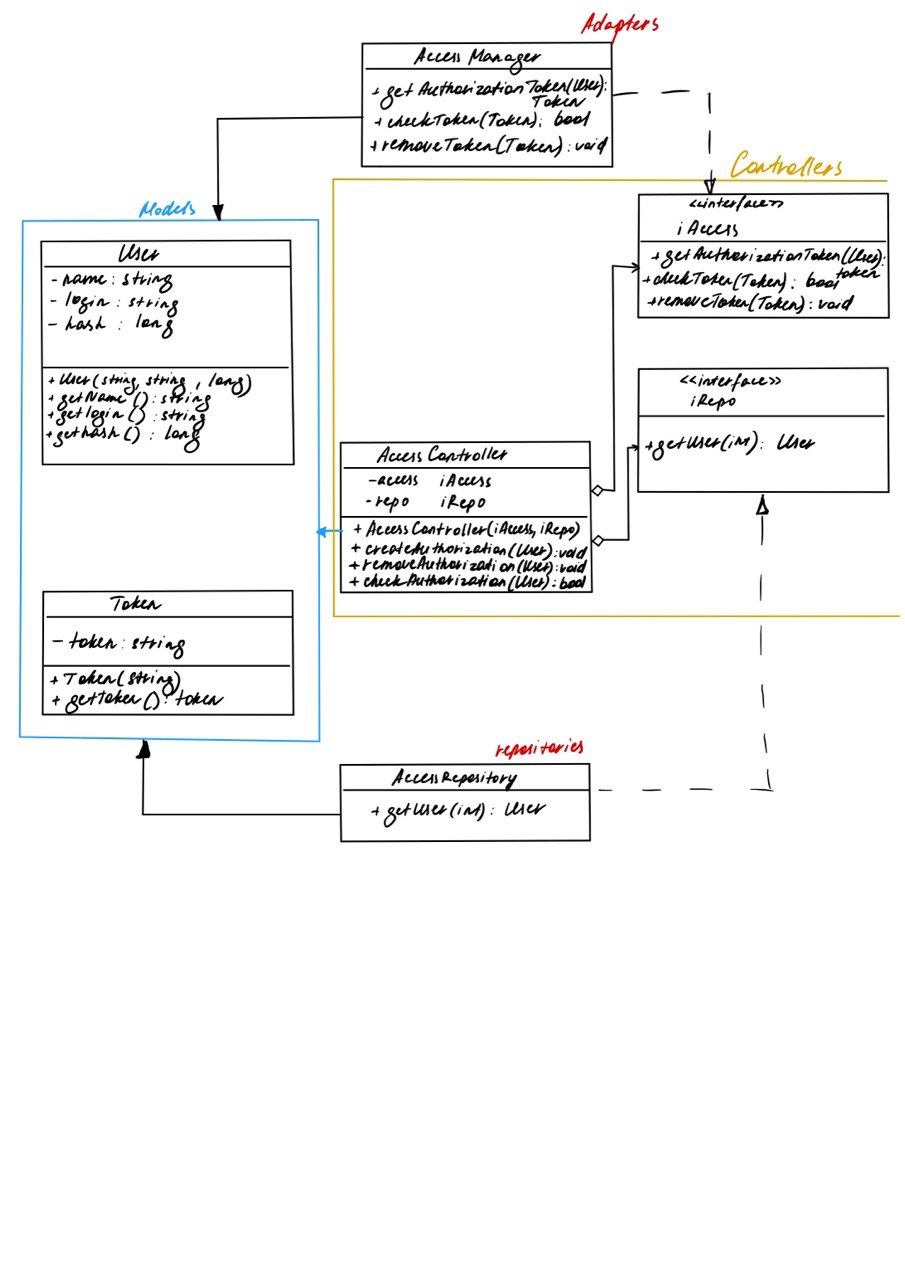 Adapters
Access Manager
+ getAuthorizationToken(User):
Token
+ checkToken(Token): bool
+ removeToken(Token): void
Controllers
<<interface>>
iAccess
+ getAuthorizationToken(User):
token
+ checkToken(Token): bool
+ removeToken(Token): void
Models
User
- name: string
- login: string
- hash : long
+ User(string, string, long)
+ getName(): string
+ getlogin(): string
+ gethash(): long
<<interface>>
iRepo
+ getUser(int): User
Access Controller
- access iAccess
- repo iRepo
+ AccessController(iAccess, iRepo)
+ createAuthorization(User): void
+ removeAuthorization(User): void
+ checkAuthorization(User): bool
Token
- token: string
+ Token(string)
+ gettoken(): token
repositories
AccessRepository
+ getUser(int): User